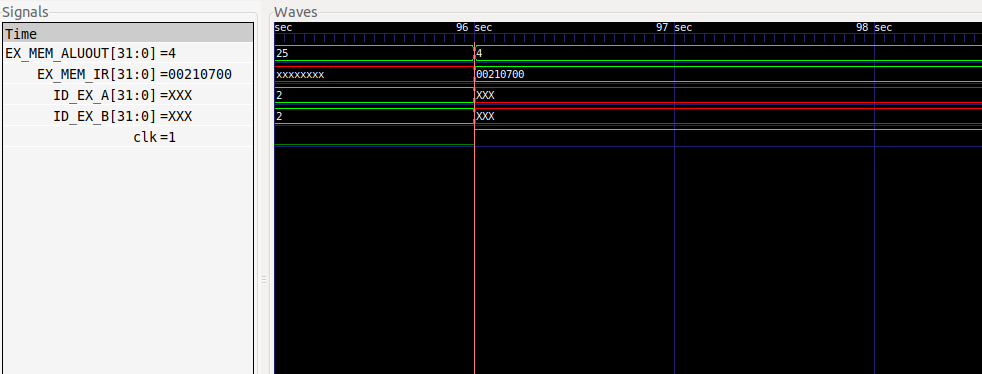 Signals
Time
EX_MEM_ALUOUT[31:0] =4
EX_MEM_IR[31:0] =00210700
ID_EX_A[31:0] =XXX
ID_EX_B[31:0] =XXX
clk =1
Waves
sec 96 sec 97 sec 98 sec
25 4
xxxxxxxx 00210700
2 XXX
2 XXX